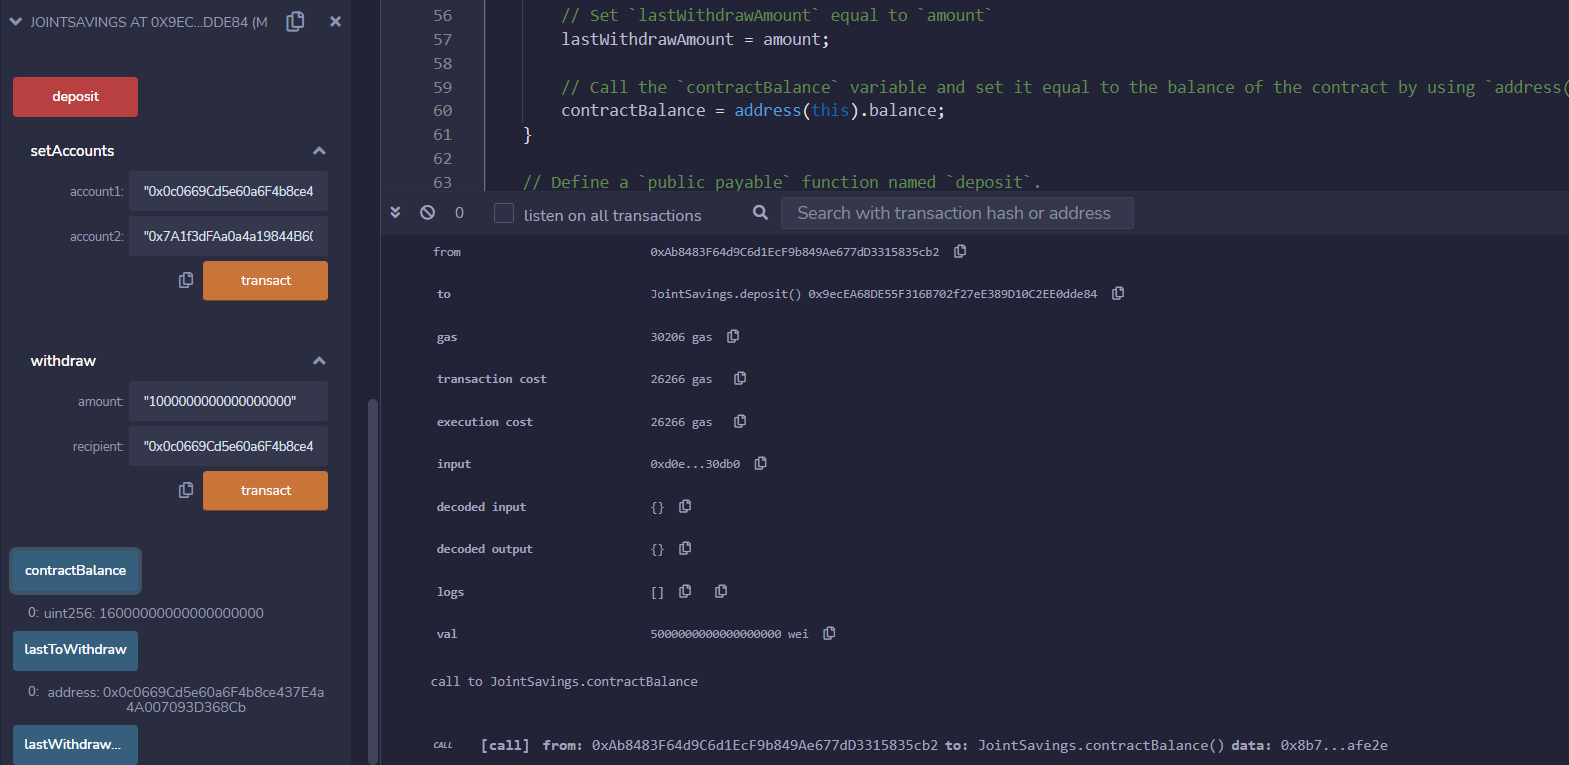 JOINTSAVINGS AT 0X9EC...DDE84 (M
deposit
setAccounts
account1: "0x0c0669Cd5e60a6F4b8ce4
account2: "0x7A1f3dFAa0a4a19844B60
transact
withdraw
amount: "1000000000000000000"
recipient: "0x0c0669Cd5e60a6F4b8ce4
transact
contractBalance
0: uint256: 16000000000000000000
lastToWithdraw
0: address: 0x0c0669Cd5e60a6F4b8ce437E4a
4A007093D368Cb
lastWithdraw...
56 // Set `lastWithdrawAmount` equal to `amount`
57 lastWithdrawAmount = amount;
58
59 // Call the `contractBalance` variable and set it equal to the balance of the contract by using `address(
60 contractBalance = address(this).balance;
61 }
62
63 // Define a `public payable` function named `deposit`.
0 listen on all transactions Search with transaction hash or address
from 0xAb8483F64d9C6d1EcF9b849Ae677dD3315835cb2
to JointSavings.deposit() 0x9ecEA68DE55F316B702f27eE389D10C2EE0dde84
gas 30206 gas
transaction cost 26266 gas
execution cost 26266 gas
input 0xd0e...30db0
decoded input {}
decoded output {}
logs []
val 5000000000000000000 wei
call to JointSavings.contractBalance
CALL [call] from: 0xAb8483F64d9C6d1EcF9b849Ae677dD3315835cb2 to: JointSavings.contractBalance() data: 0x8b7...afe2e